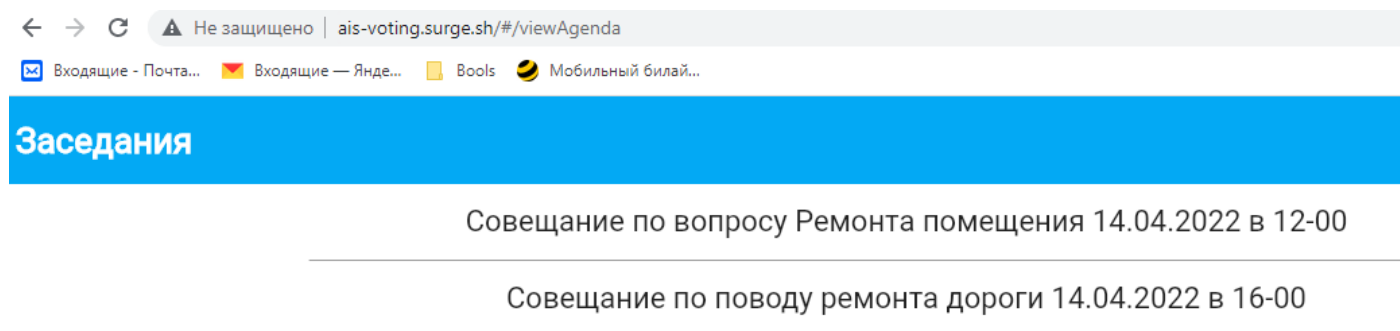 Не защищено | ais-voting.surge.sh/#/viewAgenda
Входящие - Почта... Входящие — Янде... Bools Мобильный билай...
Заседания
Совещание по вопросу Ремонта помещения 14.04.2022 в 12-00
Совещание по поводу ремонта дороги 14.04.2022 в 16-00